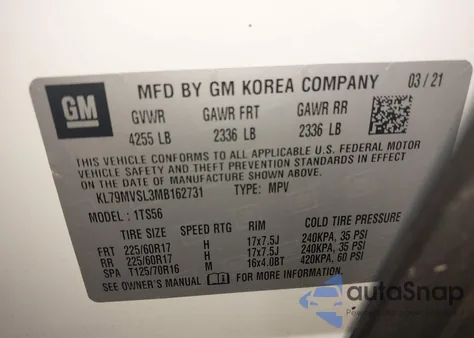 GM
MFD BY GM KOREA COMPANY 03/21
GVWR GAWR FRT GAWR RR
4255 LB 2336 LB 2336 LB
THIS VEHICLE CONFORMS TO ALL APPLICABLE U.S. FEDERAL MOTOR
VEHICLE SAFETY AND THEFT PREVENTION STANDARDS IN EFFECT
ON THE DATE OF MANUFACTURE SHOWN ABOVE.
KL79MVSL3MB162731 TYPE: MPV
MODEL: 1TS56
TIRE SIZE SPEED RTG RIM COLD TIRE PRESSURE
FRT 225/60R17 H 17x7.5J 240KPA, 35 PSI
RR 225/60R17 H 17x7.5J 240KPA, 35 PSI
SPA T125/70R16 M 16x4.0BT 420KPA, 60 PSI
SEE OWNER'S MANUAL FOR MORE INFORMATION.
autoSnap